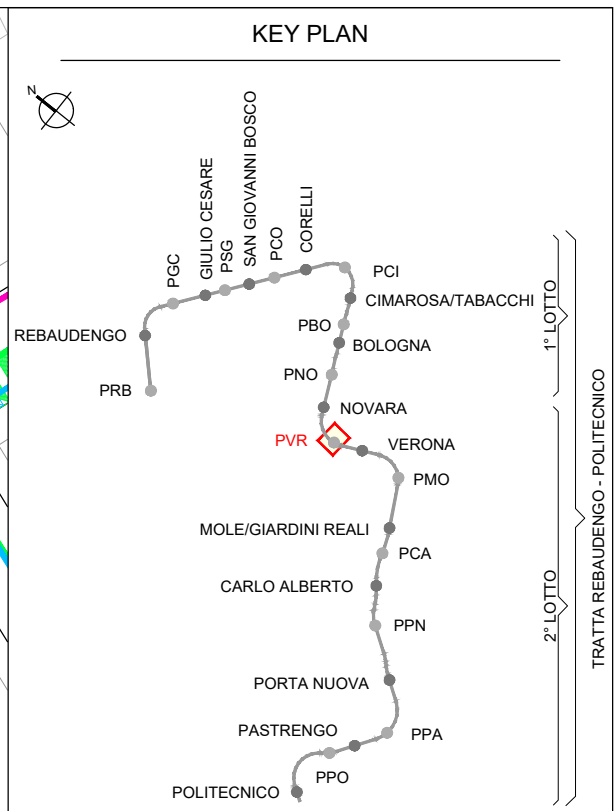 KEY PLAN
N
PGC
GIULIO CESARE
PSG
SAN GIOVANNI BOSCO
PCO
CORELLI
PCI
CIMAROSA/TABACCHI
REBAUDENGO
PBO
BOLOGNA
PNO
PRB
NOVARA
PVR
VERONA
PMO
MOLE/GIARDINI REALI
PCA
CARLO ALBERTO
PPN
PORTA NUOVA
PASTRENGO
PPA
PPO
POLITECNICO
1° LOTTO
2° LOTTO
TRATTA REBAUDENGO - POLITECNICO